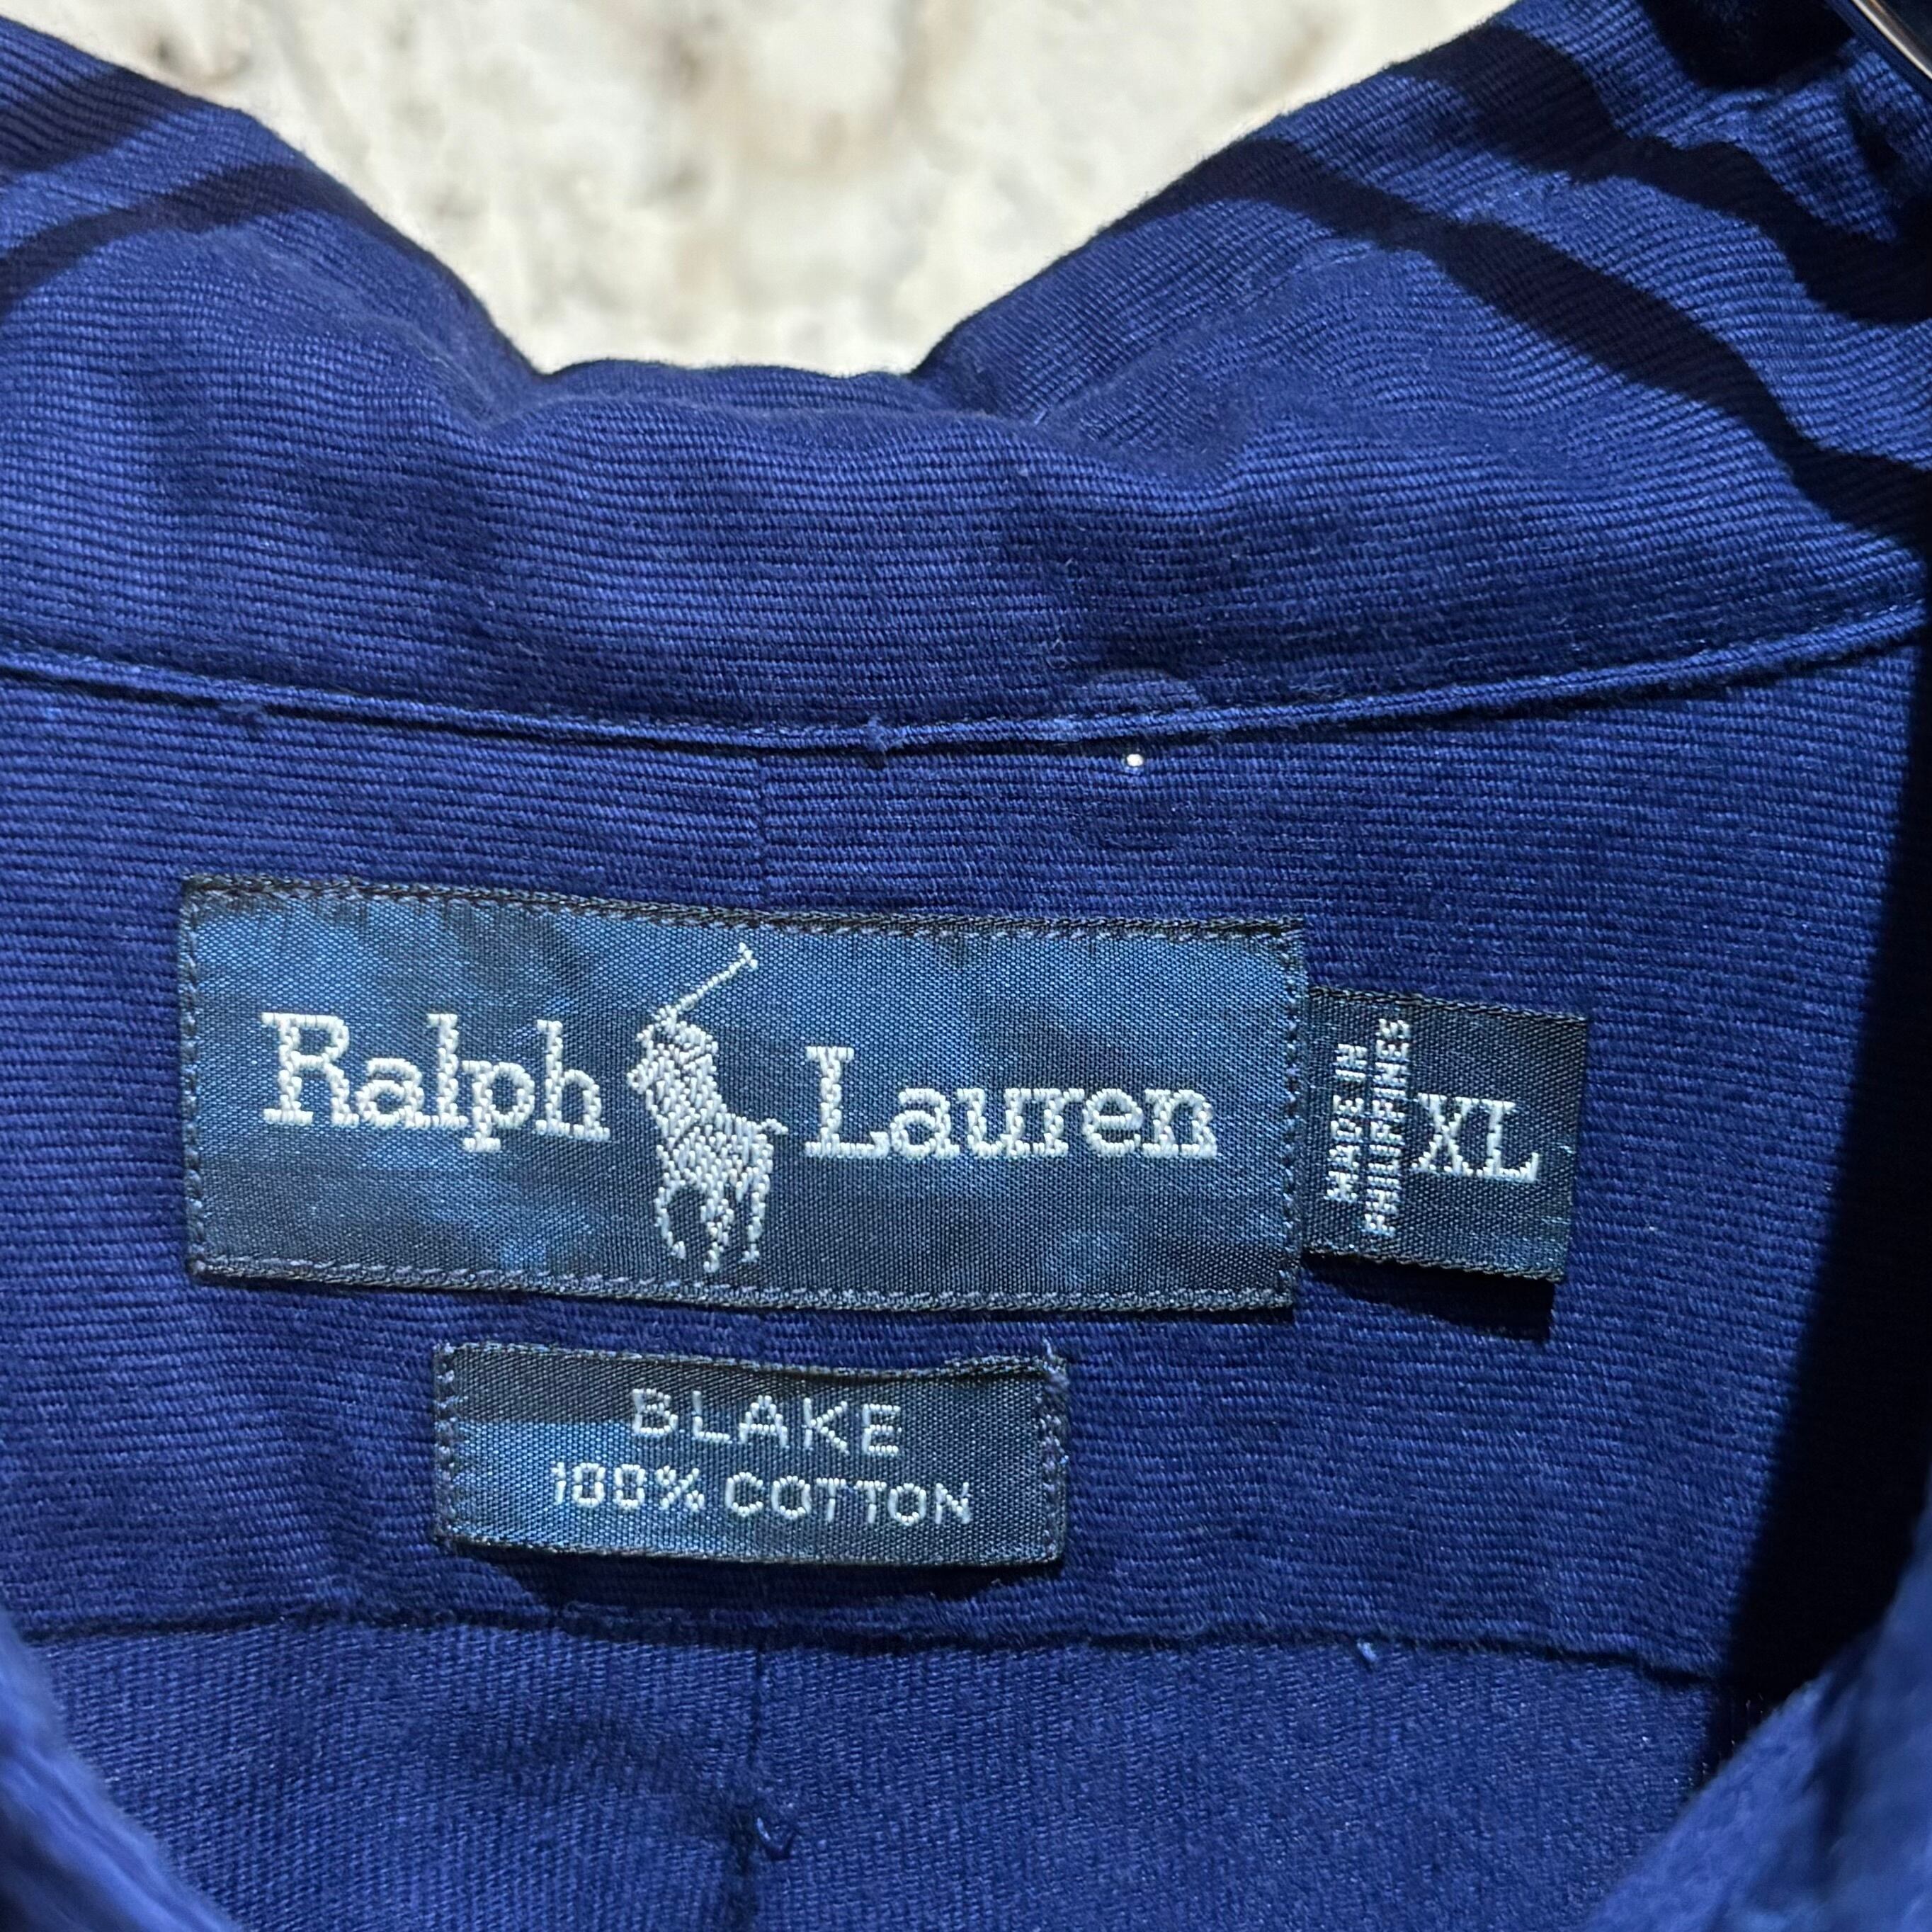 Ralph Lauren
MADE IN
PHILIPPINES
XL
BLAKE
100% COTTON